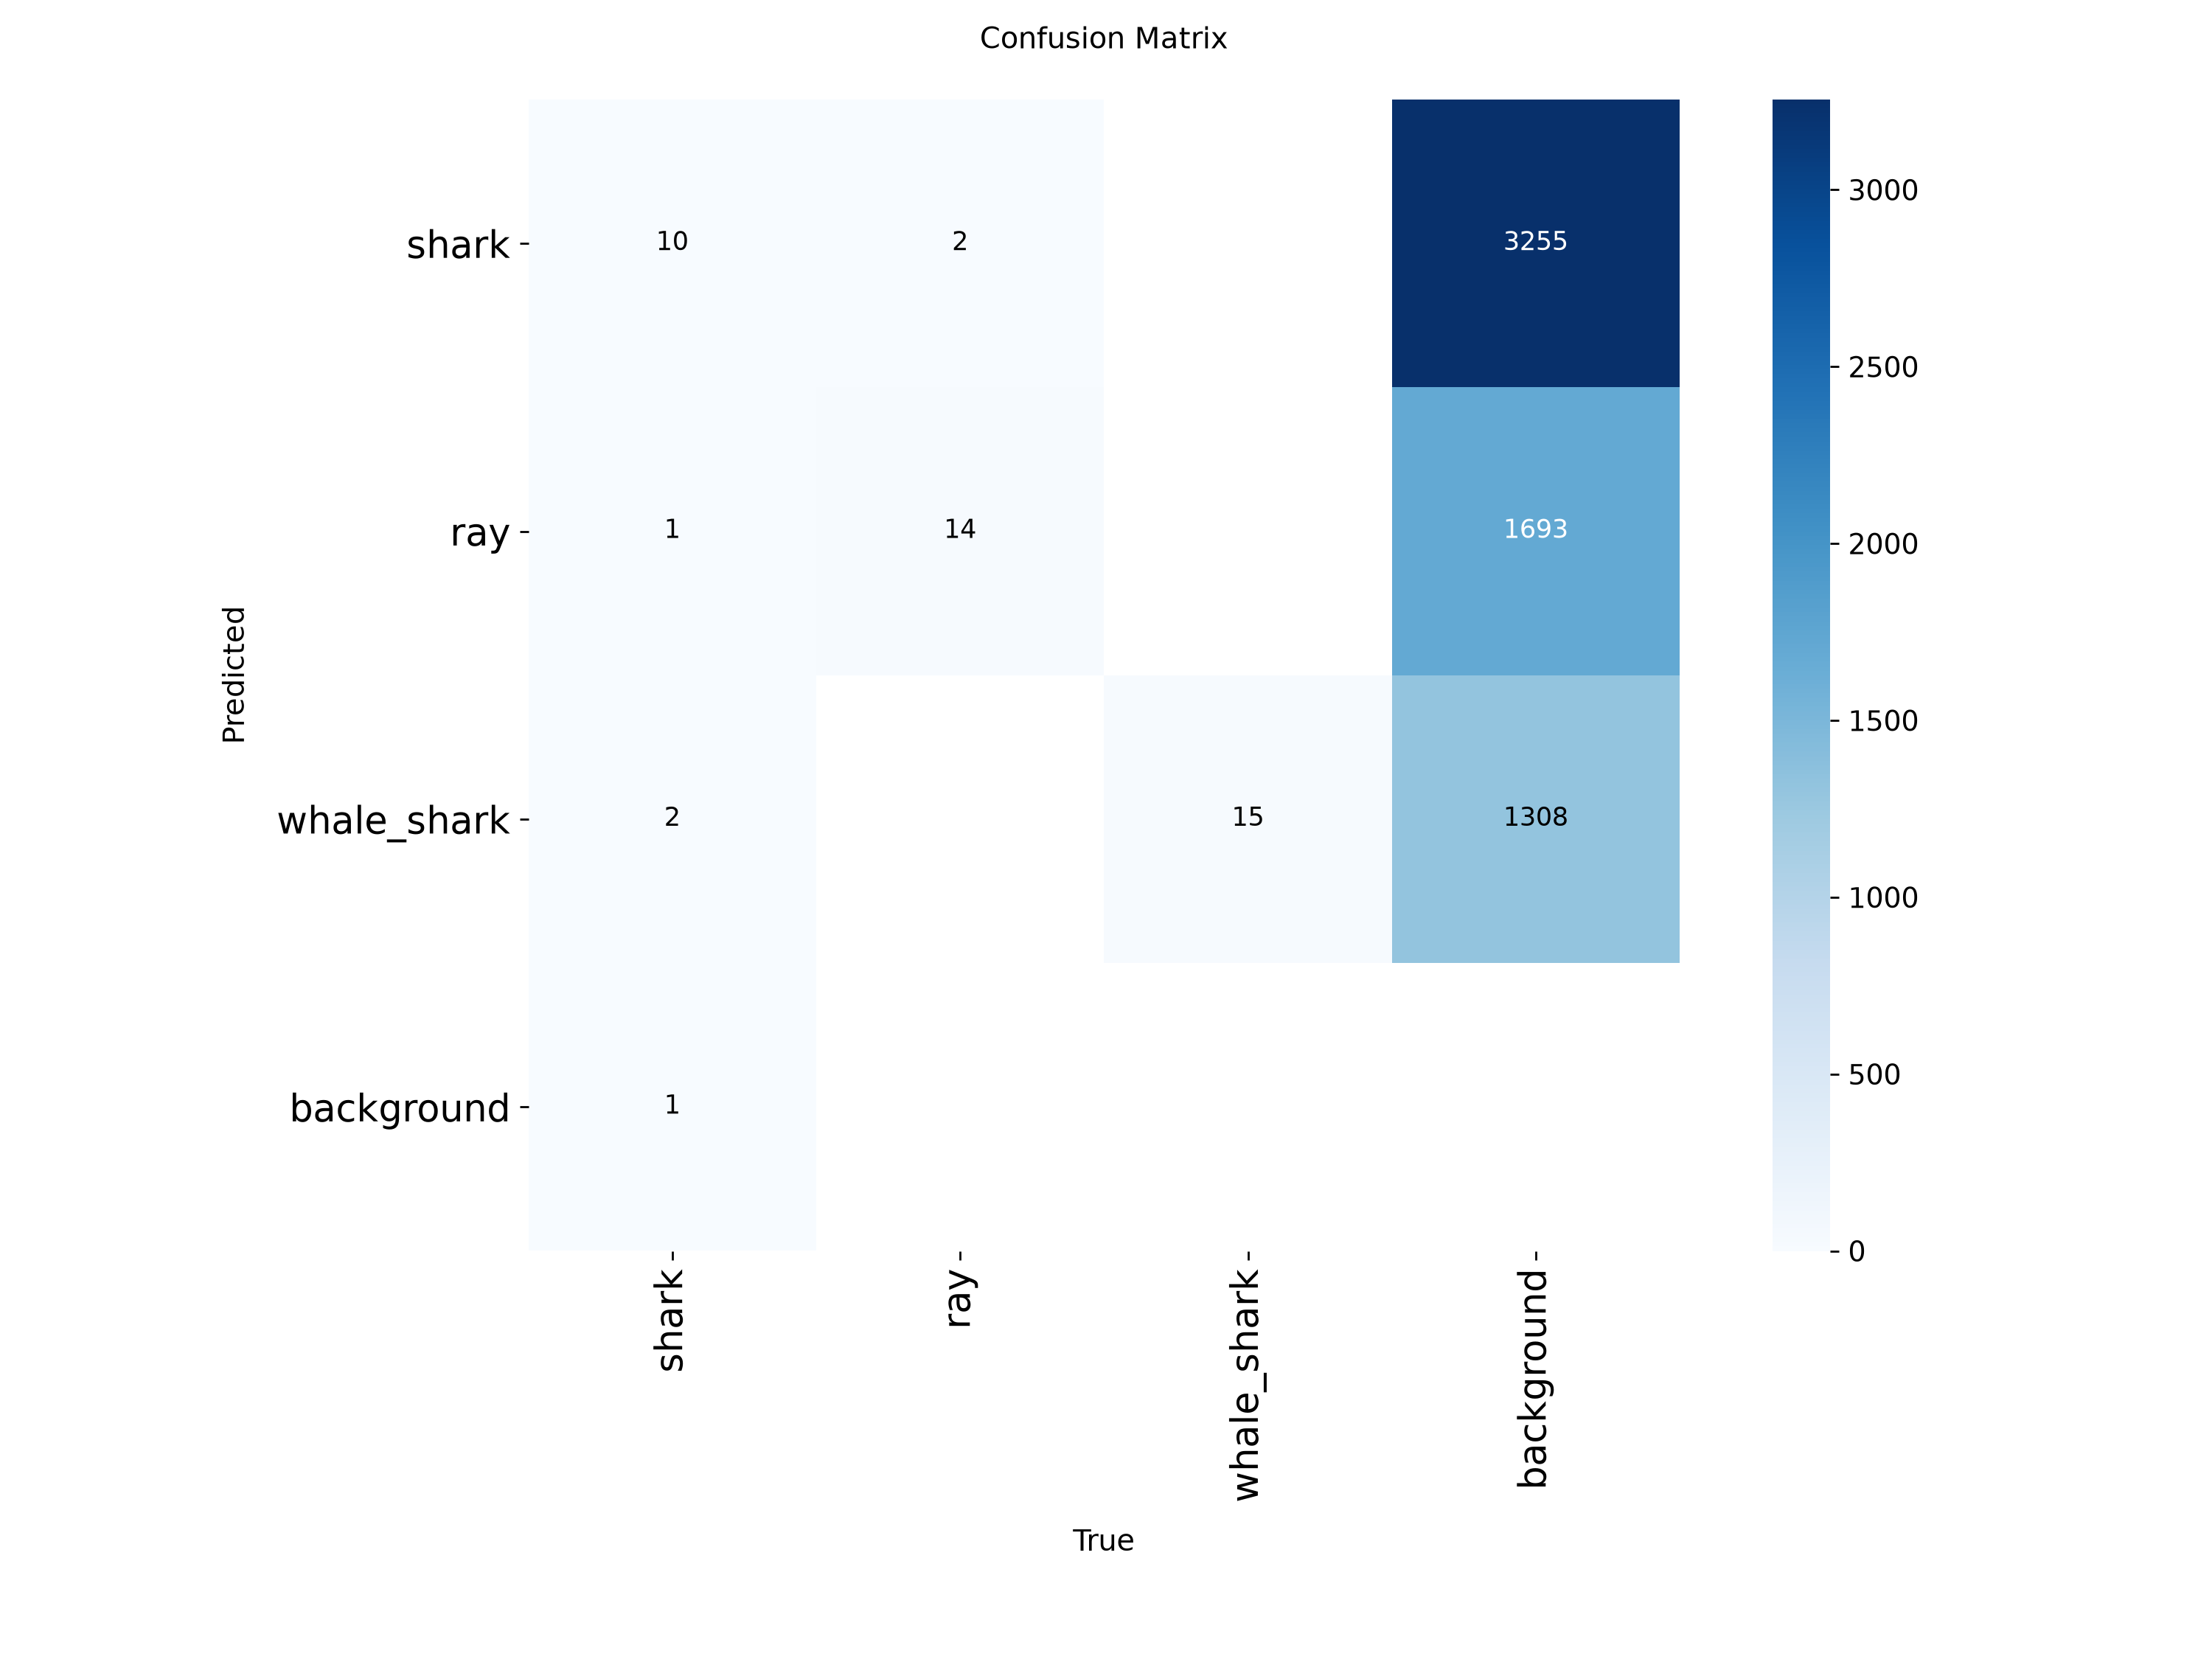 Confusion Matrix
shark
10
2
3255
ray
1
14
1693
whale_shark
2
15
1308
background
1
Predicted
shark
ray
whale_shark
background
True
3000
2500
2000
1500
1000
500
0